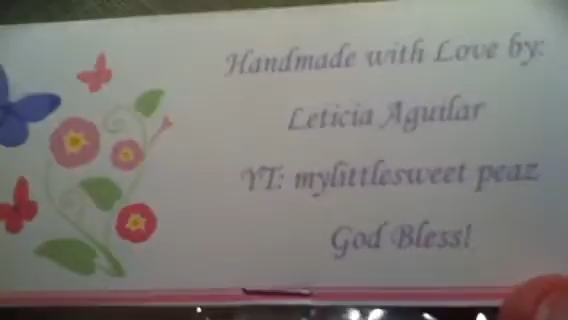 Handmade with Love by:
Leticia Aguilar
YT: mylittlesweet peaz
God Bless!